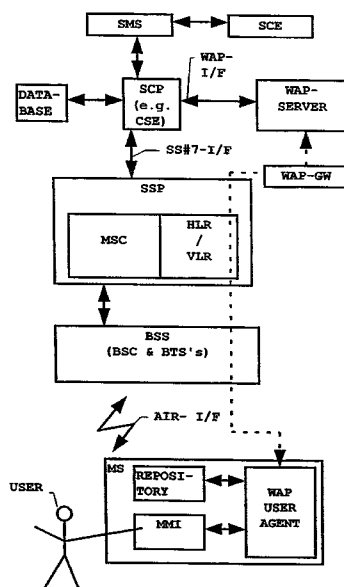 SMS
SCE
WAP-
I/F
DATA-
BASE
SCP
(e.g.
CSE)
WAP-
SERVER
SS#7-I/F
WAP-GW
SSP
MSC
HLR
/
VLR
BSS
(BSC & BTS's)
AIR- I/F
MS
REPOSI-
TORY
WAP
USER
AGENT
USER
MMI